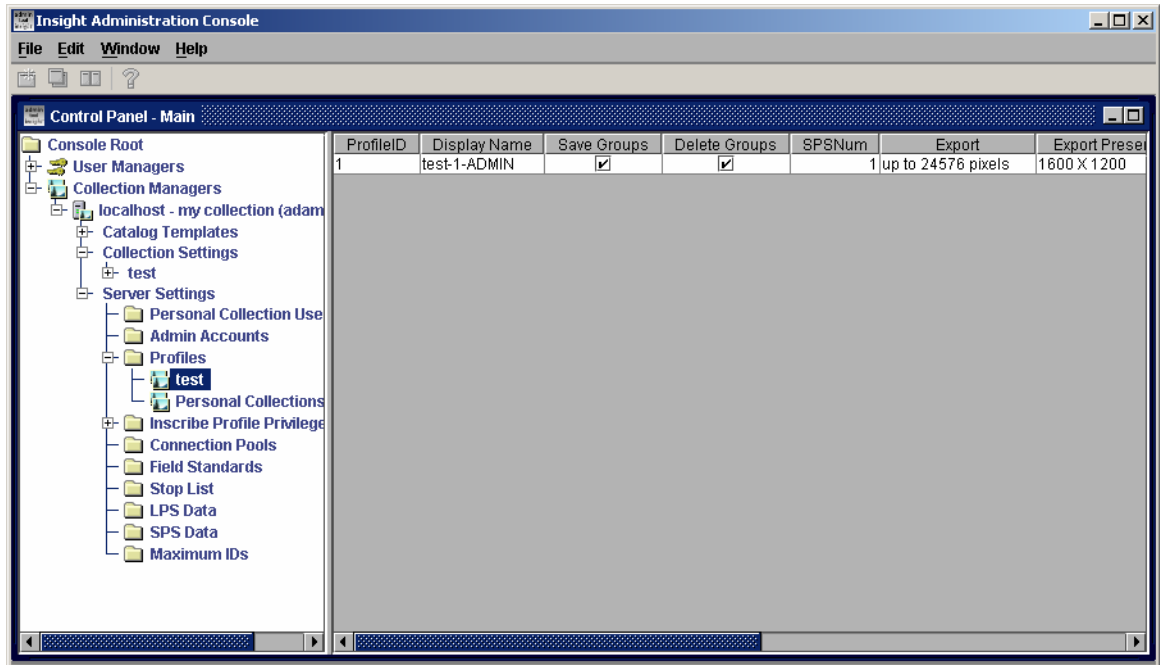 Insight Administration Console
File Edit Window Help
Control Panel - Main
Console Root
User Managers
Collection Managers
localhost - my collection (adam
Catalog Templates
Collection Settings
test
Server Settings
Personal Collection Use
Admin Accounts
Profiles
test
Personal Collections
Inscribe Profile Privilege
Connection Pools
Field Standards
Stop List
LPS Data
SPS Data
Maximum IDs
ProfileID Display Name Save Groups Delete Groups SPSNum Export Export Preser
1 test-1-ADMIN 1 up to 24576 pixels 1600 X 1200